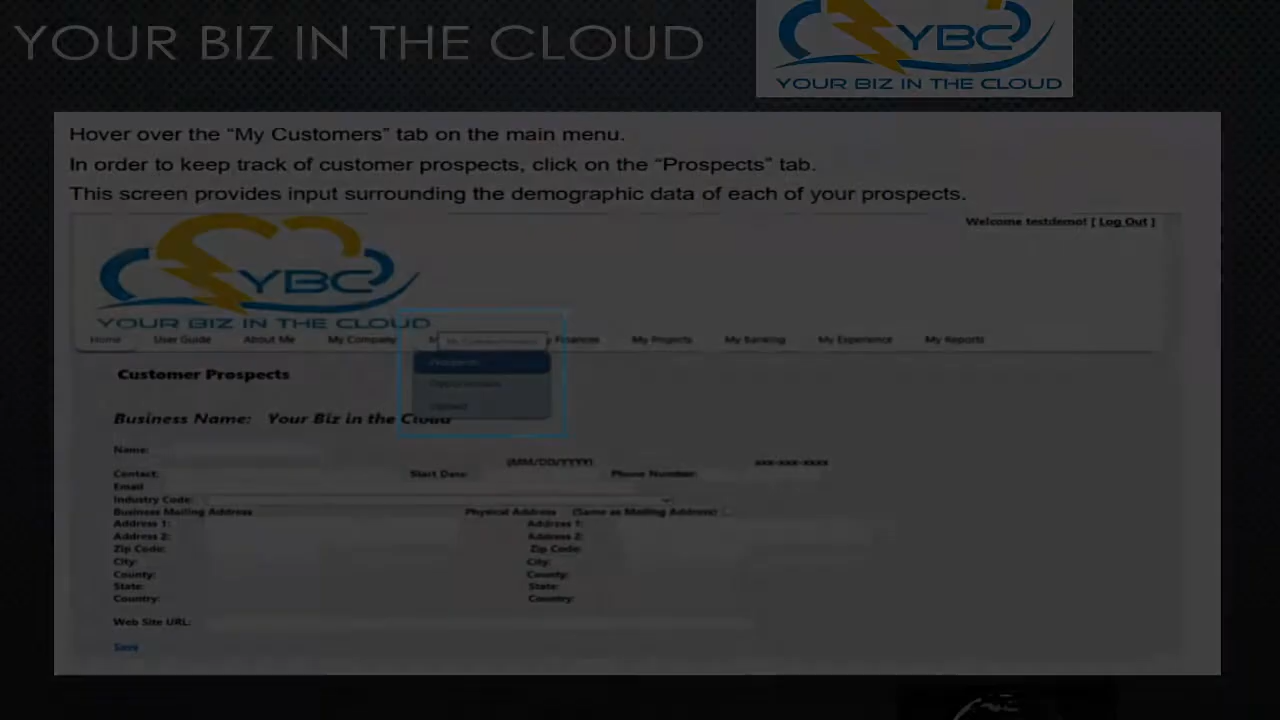 YOUR BIZ IN THE CLOUD
YBC
YOUR BIZ IN THE CLOUD
Hover over the “My Customers” tab on the main menu.
In order to keep track of customer prospects, click on the “Prospects” tab.
This screen provides input surrounding the demographic data of each of your prospects.
Welcome testdemo! [ Log Out ]
YBC
YOUR BIZ IN THE CLOUD
Home User Guide About Me My Company Finances My Projects My Banking My Experience My Reports
Prospects
Customer Prospects
Business Name: Your Biz in the Cloud
Name:
(MM/DD/YYYY) xxx-xxx-xxxx
Contact: Start Date: Phone Number:
Email
Industry Code:
Business Mailing Address Physical Address (Same as Mailing Address)
Address 1: Address 1:
Address 2: Address 2:
Zip Code: Zip Code:
City: City:
County: County:
State: State:
Country: Country:
Web Site URL:
Save